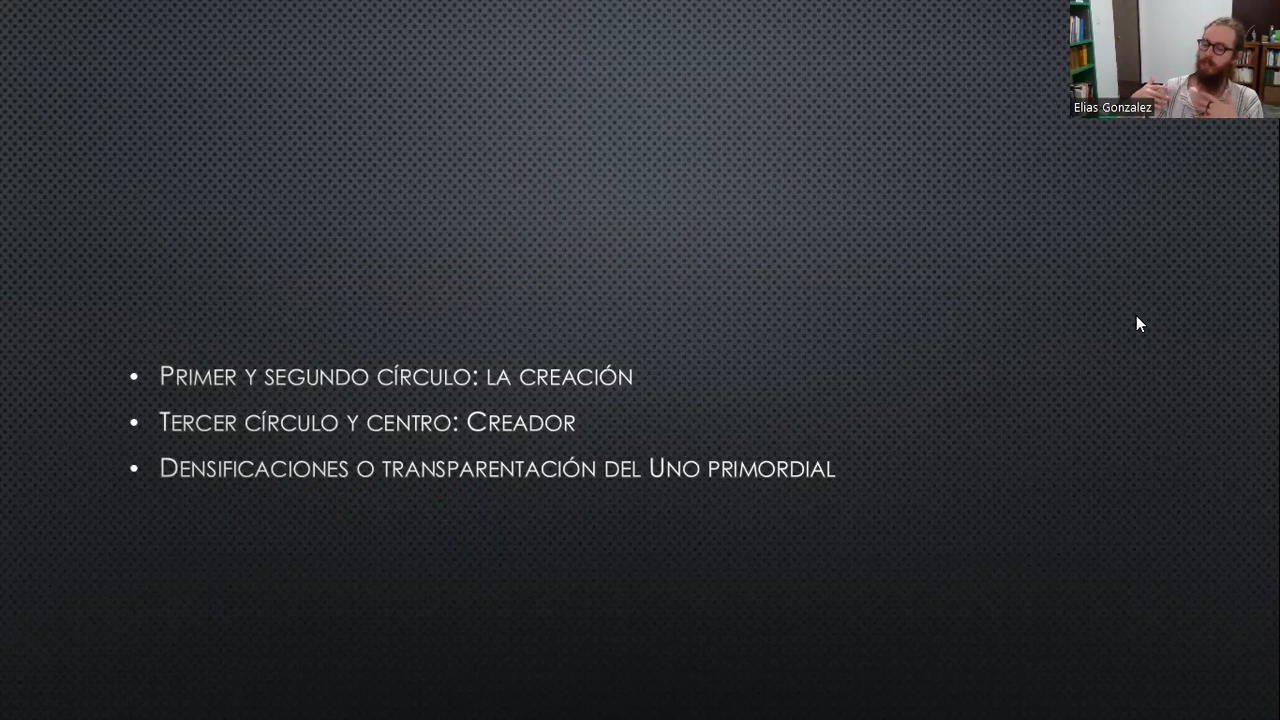 Elias Gonzalez
• Primer y segundo círculo: la creación
• Tercer círculo y centro: Creador
• Densificaciones o transparentación del Uno primordial